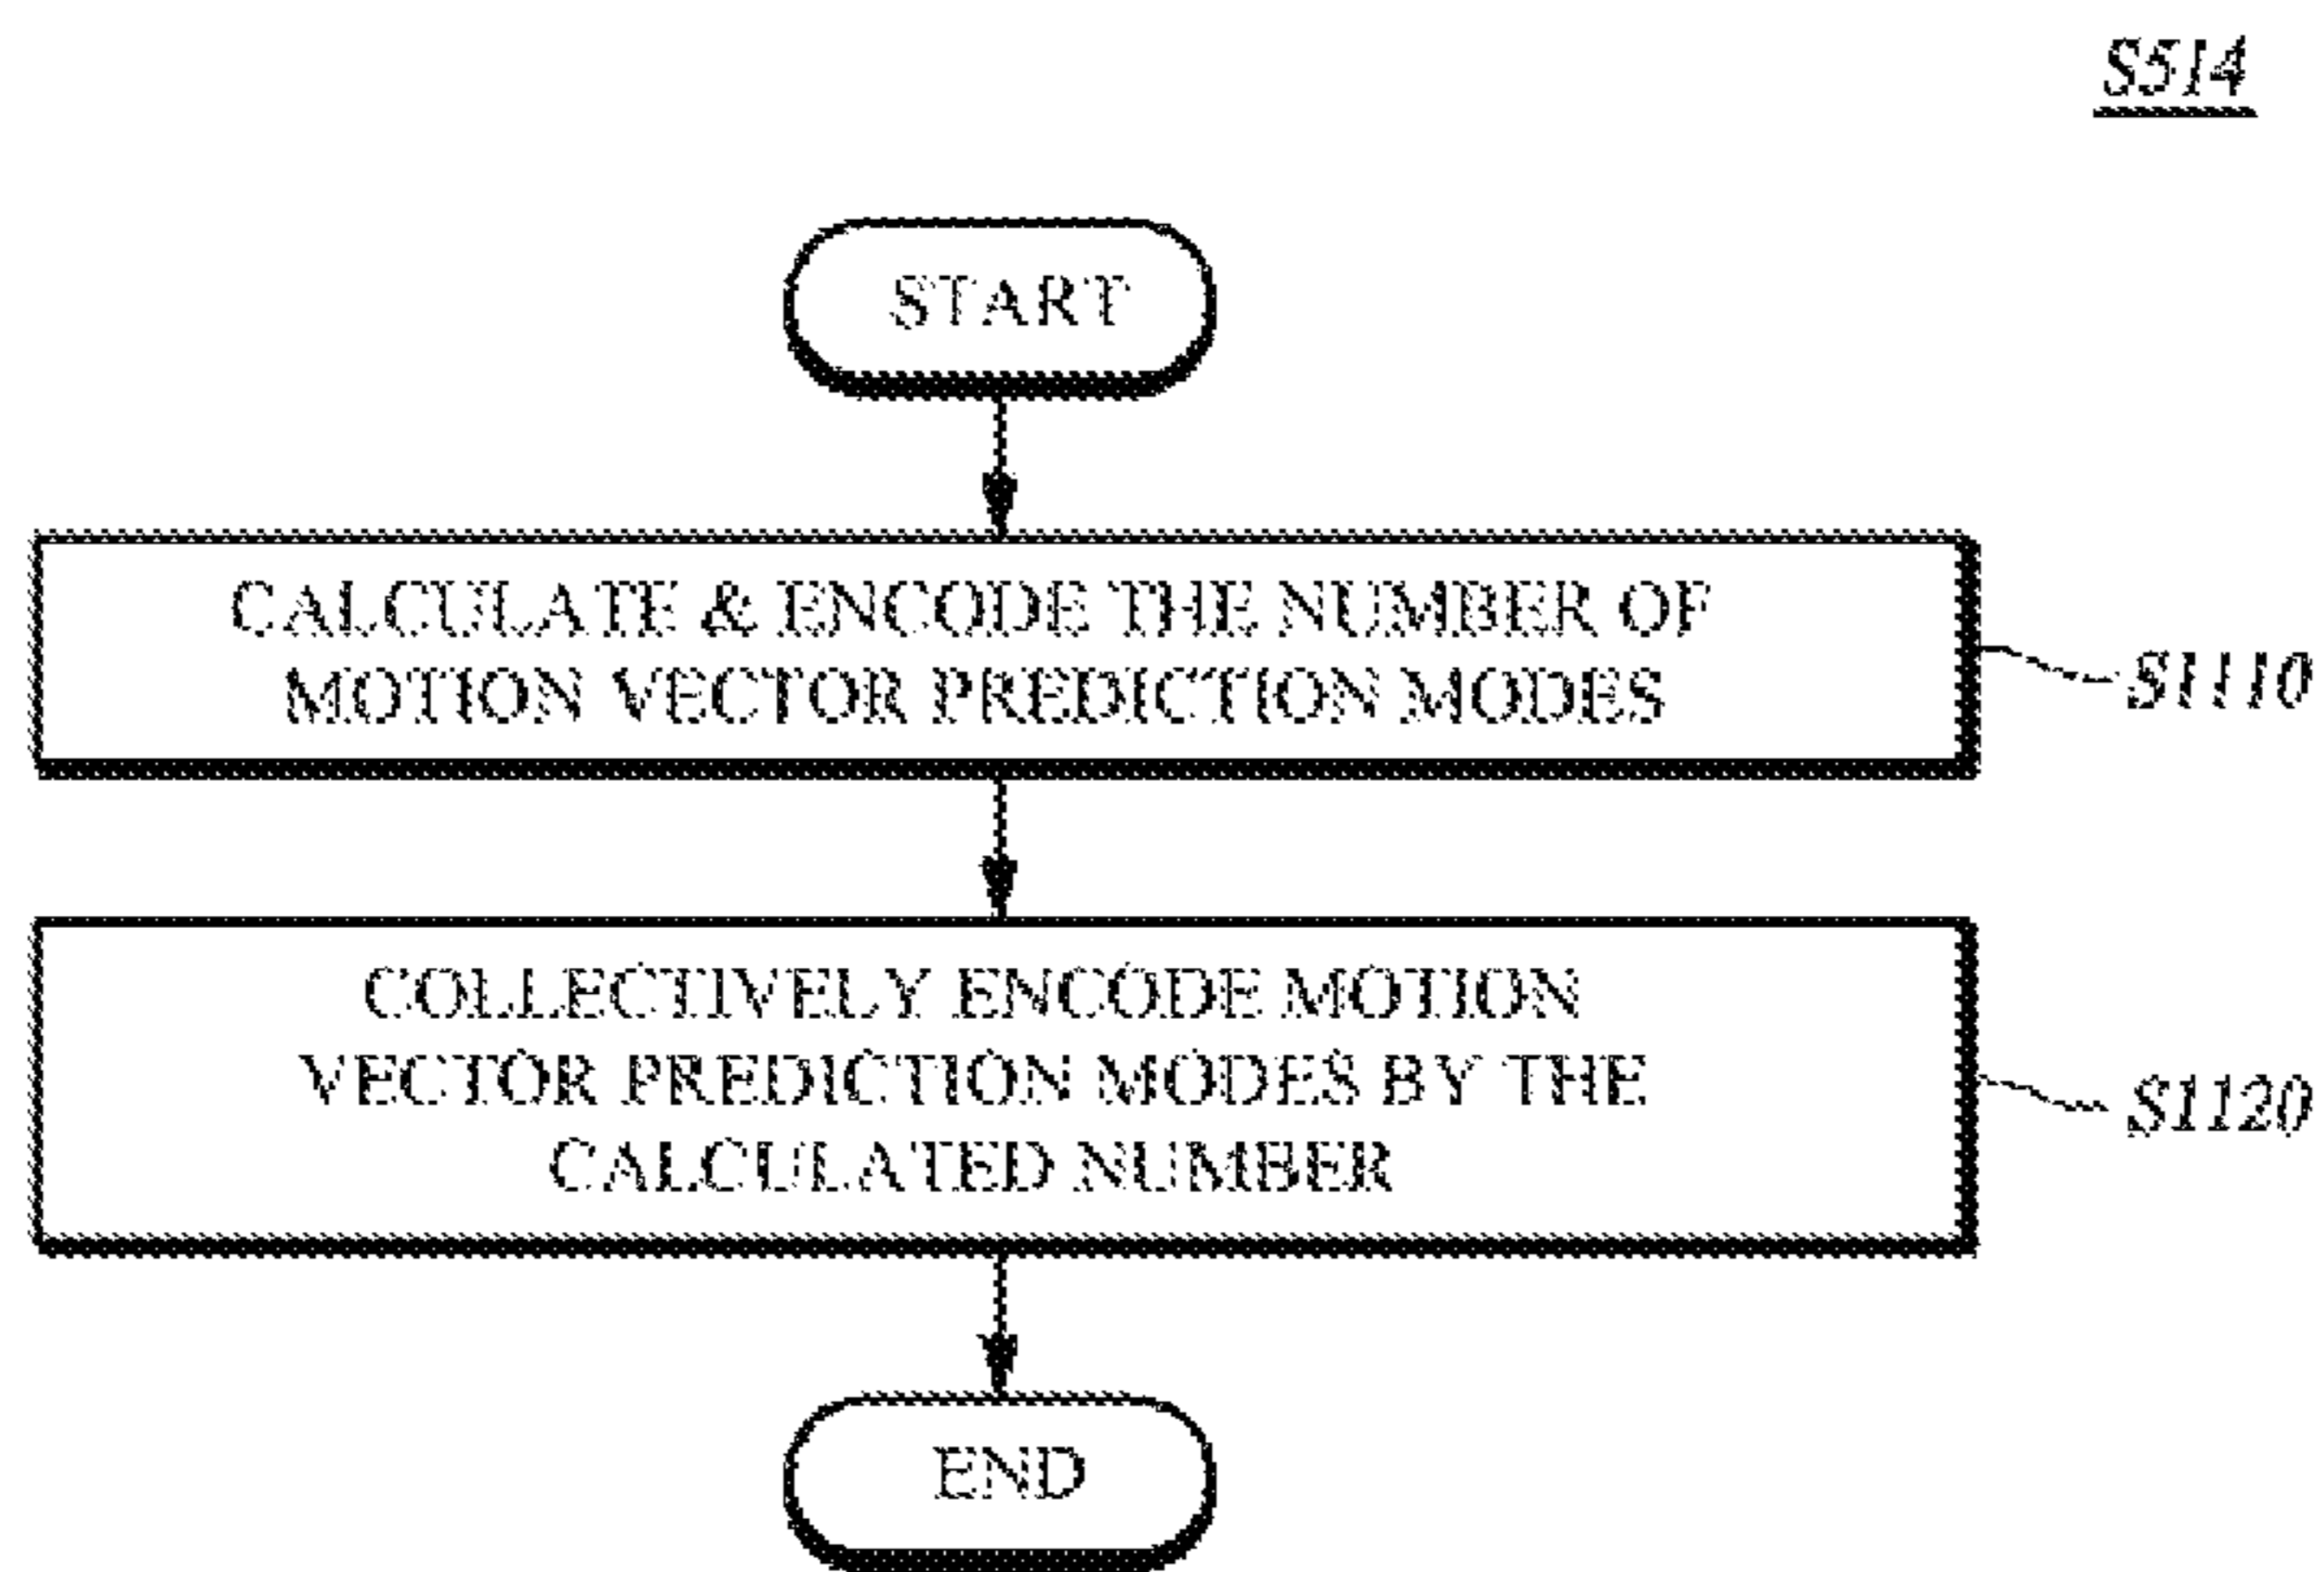 S514
START
CALCULATE & ENCODE THE NUMBER OF
MOTION VECTOR PREDICTION MODES
S1110
COLLECTIVELY ENCODE MOTION
VECTOR PREDICTION MODES BY THE
CALCULATED NUMBER
S1120
END